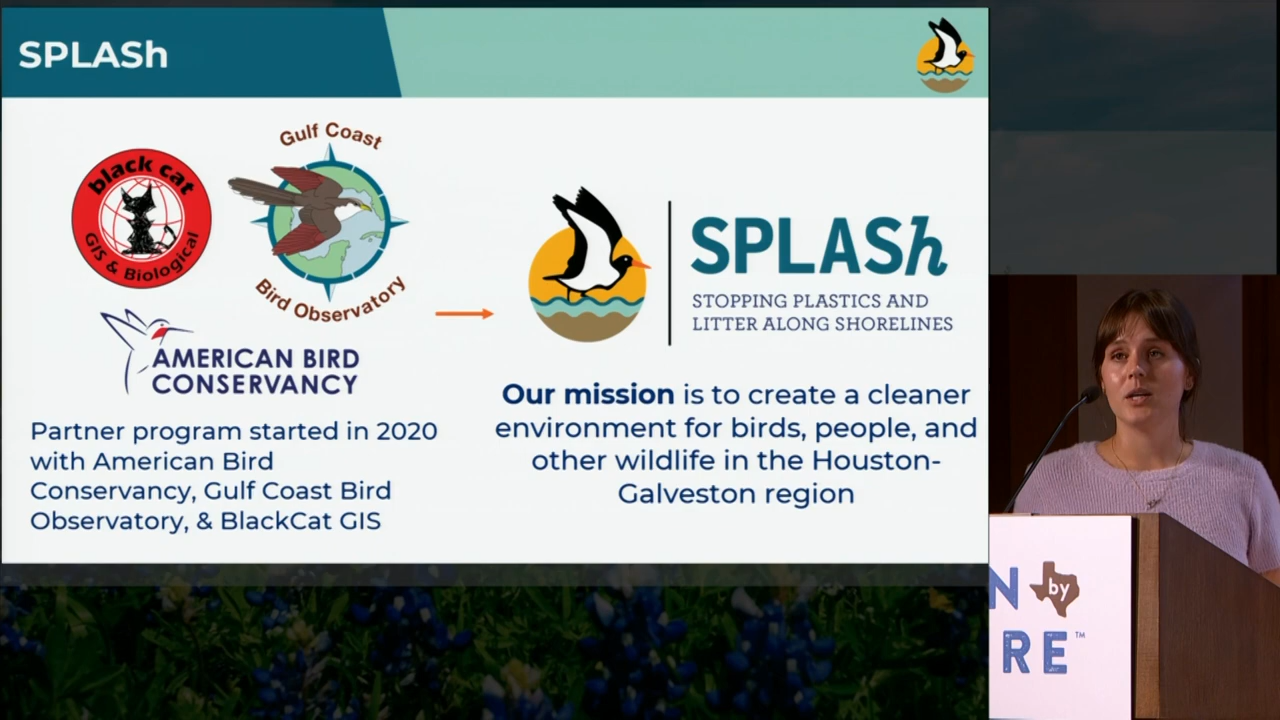 SPLASh
black cat
GIS & Biological
Gulf Coast
Bird Observatory
AMERICAN BIRD
CONSERVANCY
Partner program started in 2020
with American Bird
Conservancy, Gulf Coast Bird
Observatory, & BlackCat GIS
SPLASh
STOPPING PLASTICS AND
LITTER ALONG SHORELINES
Our mission is to create a cleaner
environment for birds, people, and
other wildlife in the Houston-
Galveston region
N by
RE™